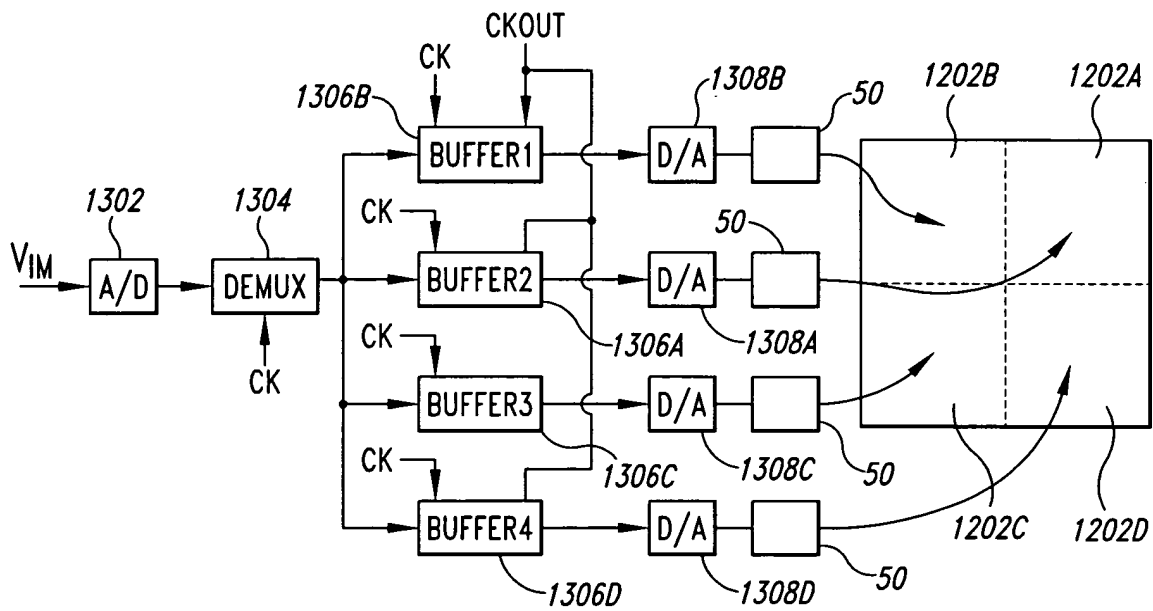 CKOUT
CK
1306B
BUFFER1
1308B
D/A
50
1202B
1202A
1302
1304
VIM
A/D
DEMUX
CK
CK
BUFFER2
1306A
D/A
1308A
50
CK
BUFFER3
1306C
D/A
1308C
50
CK
BUFFER4
1306D
D/A
1308D
50
1202C
1202D